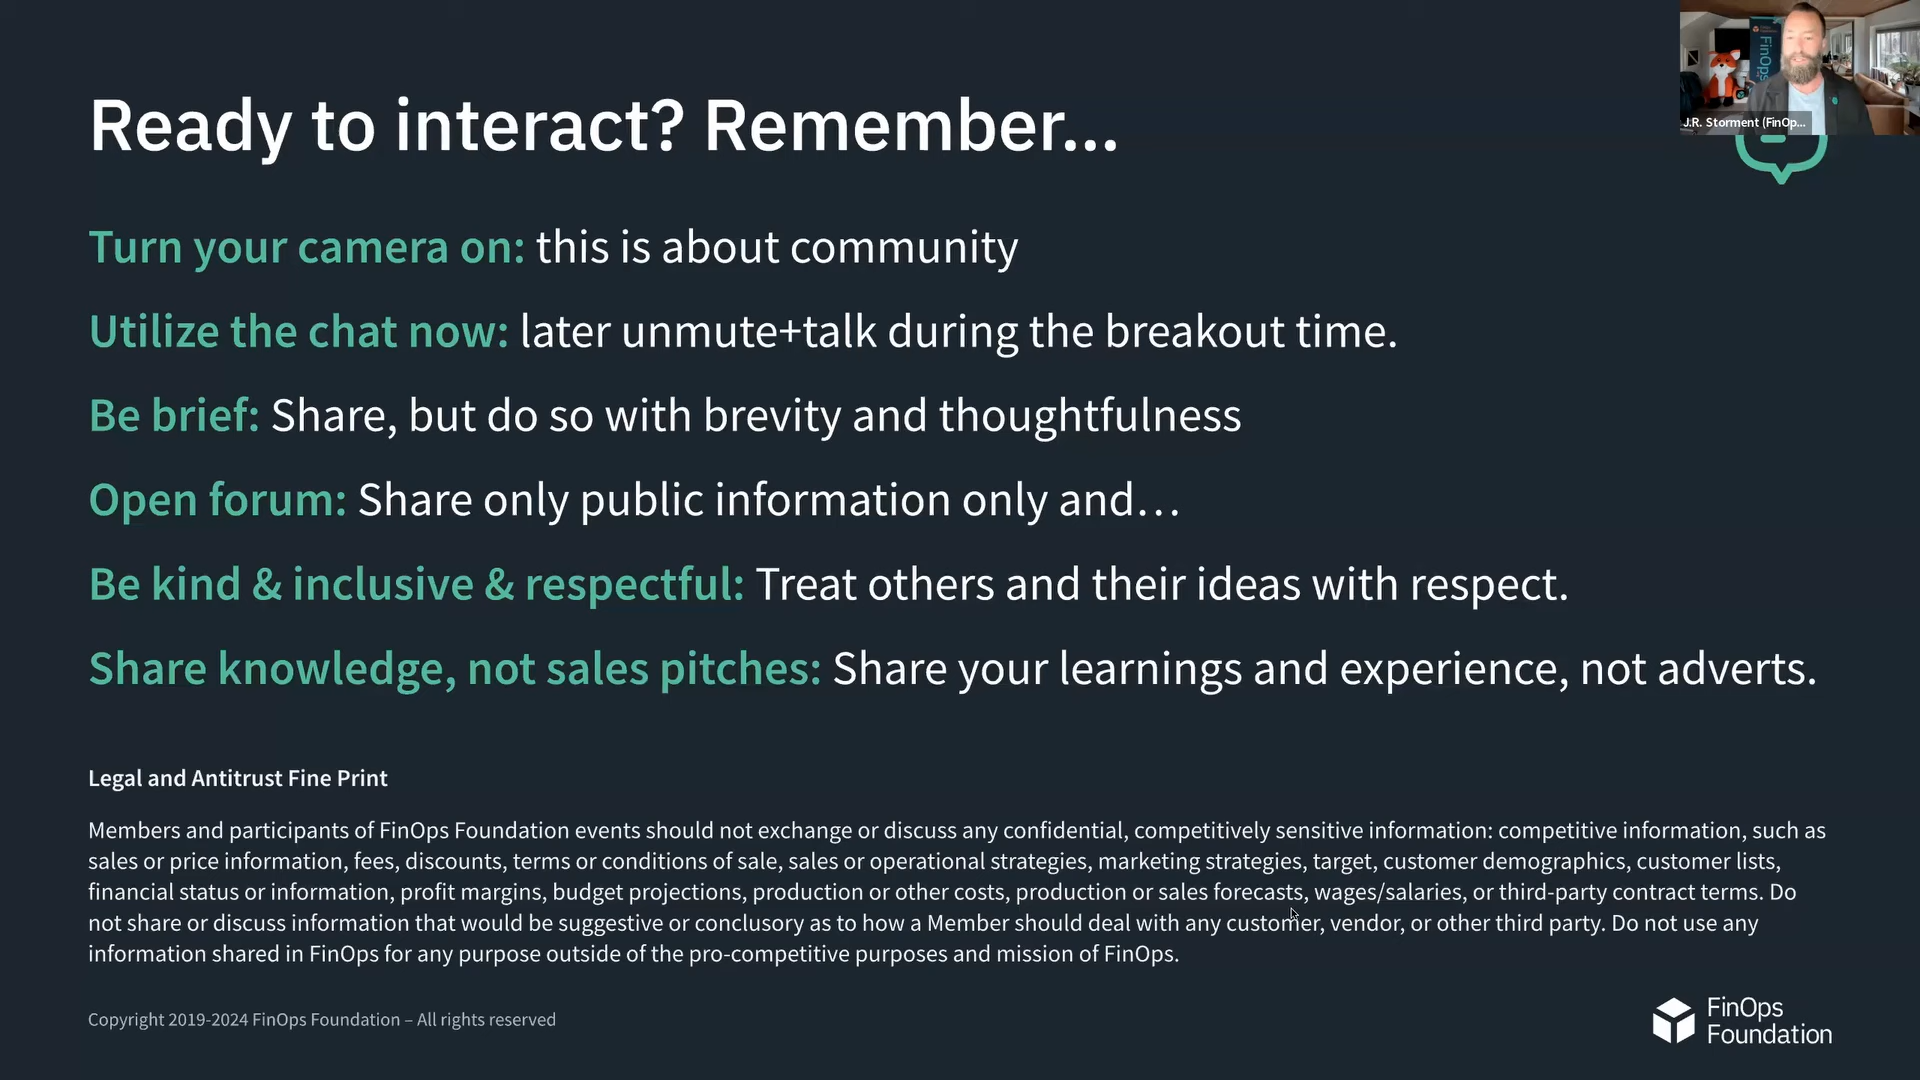 FinOps
J.R. Storment (FinOp...
Ready to interact? Remember...
Turn your camera on: this is about community
Utilize the chat now: later unmute+talk during the breakout time.
Be brief: Share, but do so with brevity and thoughtfulness
Open forum: Share only public information only and…
Be kind & inclusive & respectful: Treat others and their ideas with respect.
Share knowledge, not sales pitches: Share your learnings and experience, not adverts.
Legal and Antitrust Fine Print
Members and participants of FinOps Foundation events should not exchange or discuss any confidential, competitively sensitive information: competitive information, such as
sales or price information, fees, discounts, terms or conditions of sale, sales or operational strategies, marketing strategies, target, customer demographics, customer lists,
financial status or information, profit margins, budget projections, production or other costs, production or sales forecasts, wages/salaries, or third-party contract terms. Do
not share or discuss information that would be suggestive or conclusory as to how a Member should deal with any customer, vendor, or other third party. Do not use any
information shared in FinOps for any purpose outside of the pro-competitive purposes and mission of FinOps.
Copyright 2019-2024 FinOps Foundation – All rights reserved
FinOps
Foundation